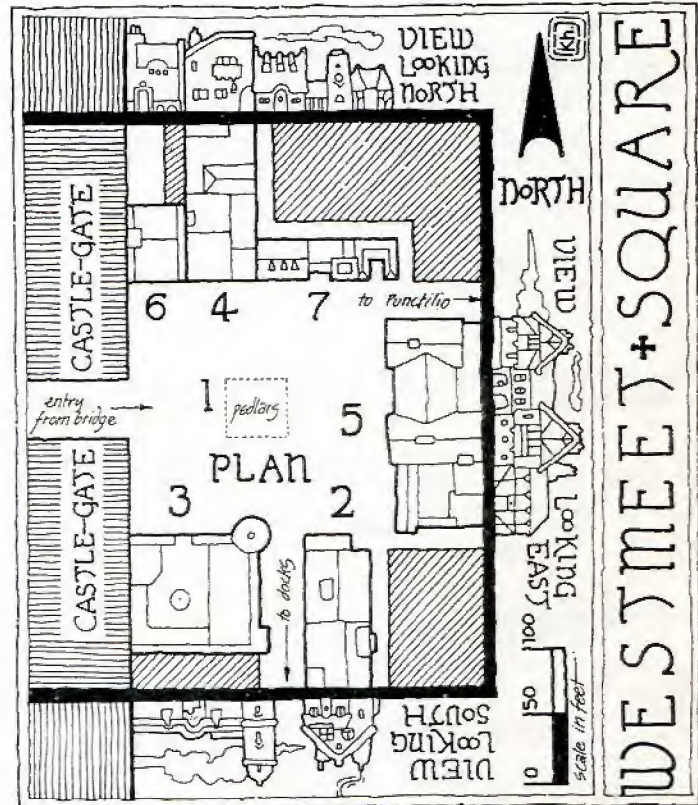 VIEW
LOOKING
NORTH
Kh.
NORTH
CASTLE-GATE
6
4
7
to Punctilio
VIEW
LOOKING
EAST
entry
from bridge
1
pedlars
5
PLAN
3
2
CASTLE-GATE
to docks
VIEW
LOOKING
SOUTH
0
50
100
scale in feet
WESTMEET + SQUARE